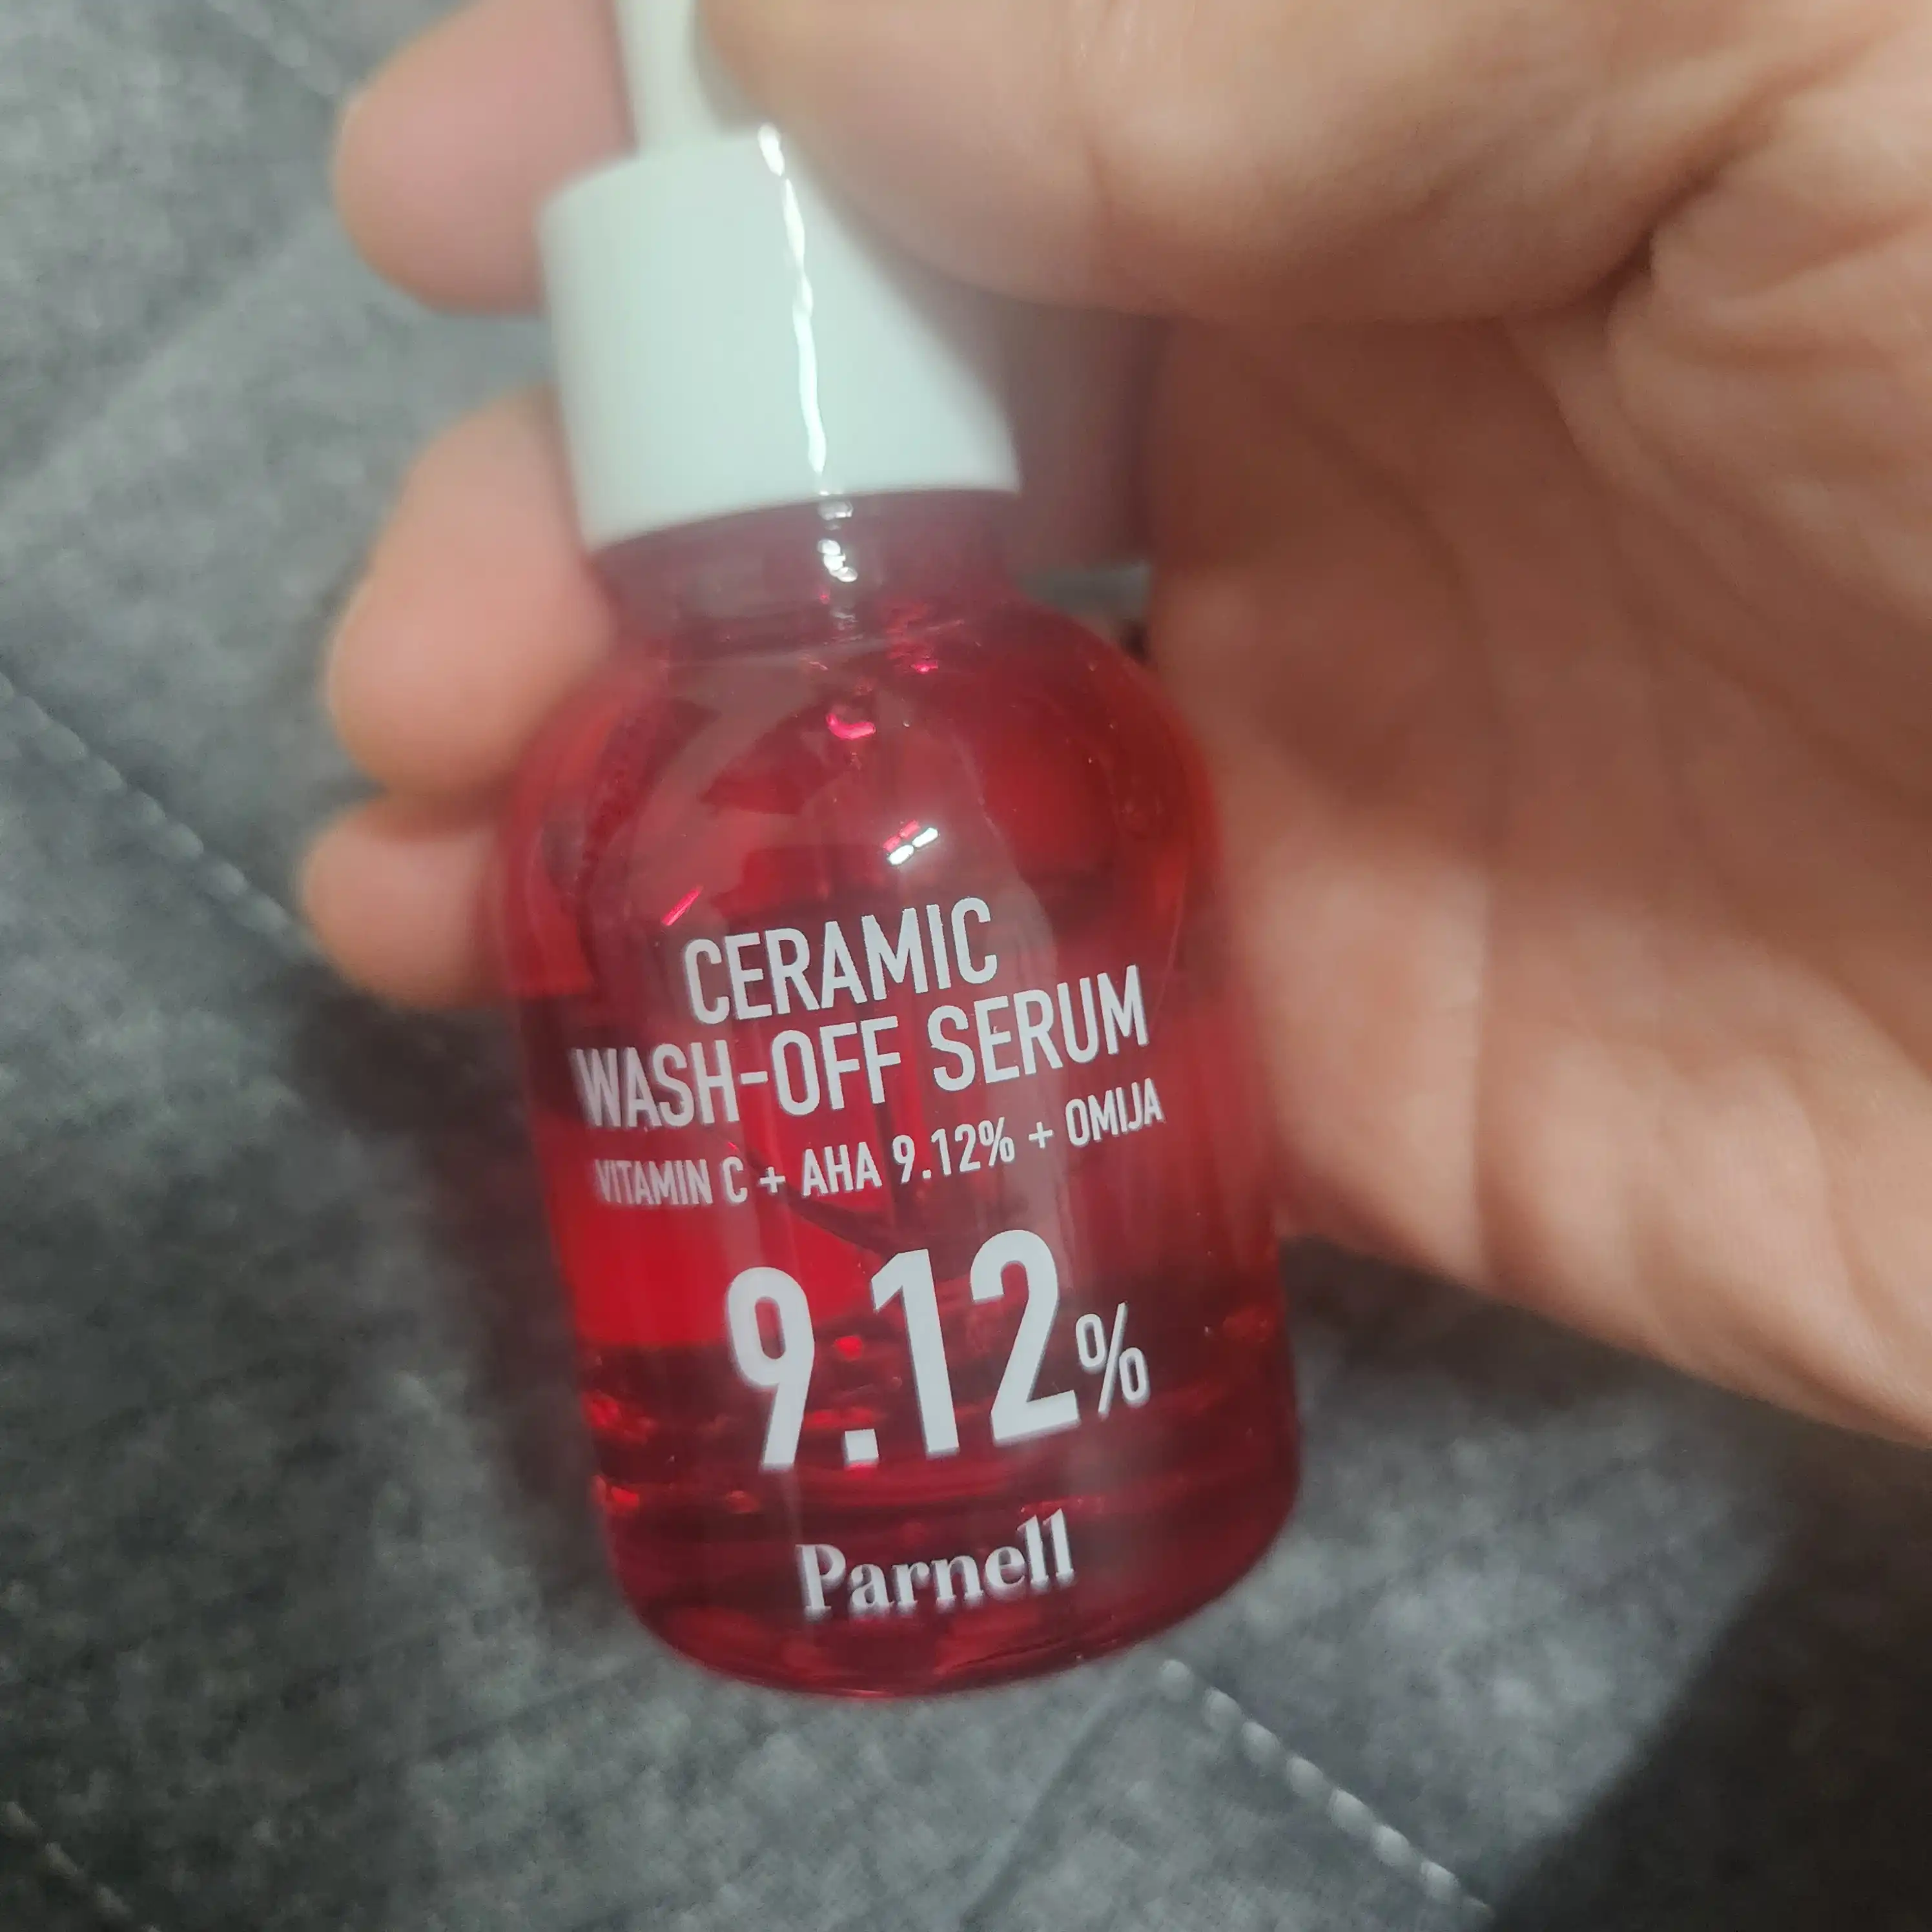 CERAMIC
WASH-OFF SERUM
VITAMIN C + AHA 9.12% + OMIJA
9.12%
Parnell